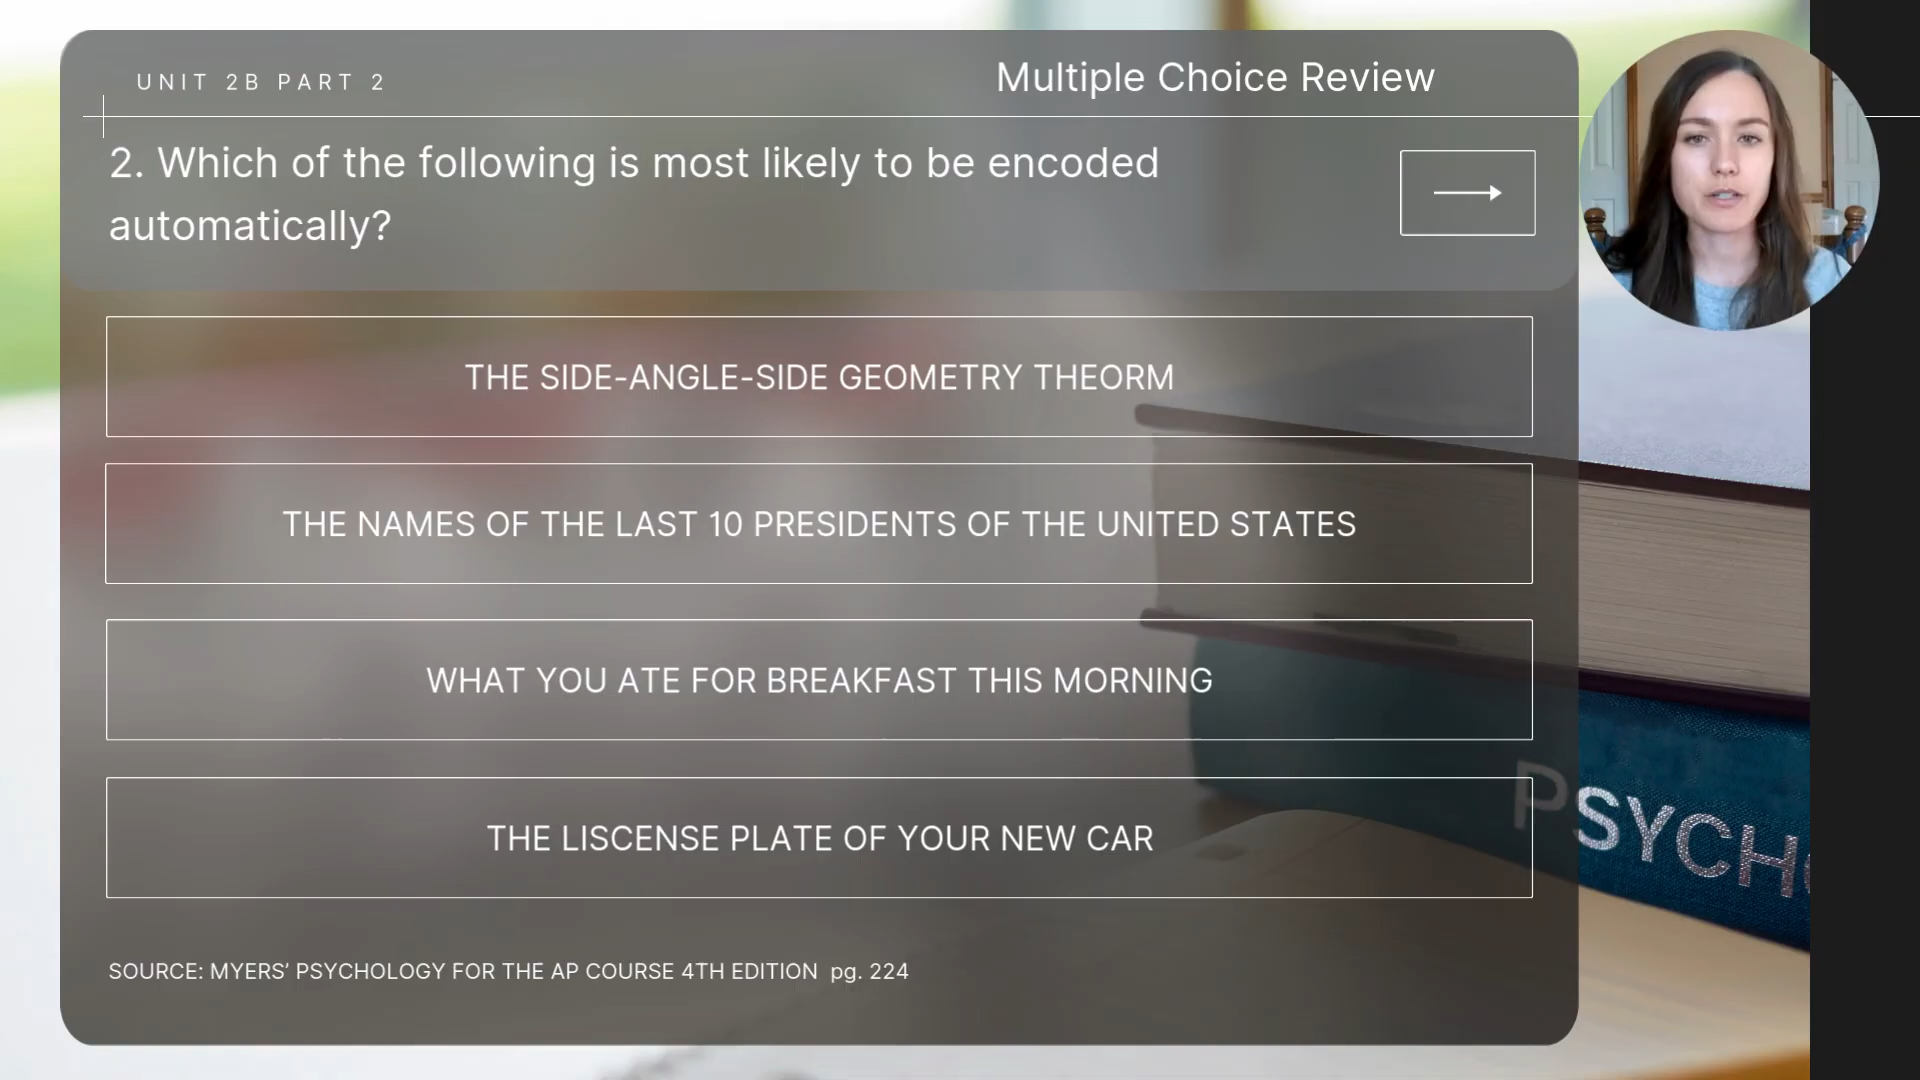 UNIT 2B PART 2
Multiple Choice Review
2. Which of the following is most likely to be encoded
automatically?
THE SIDE-ANGLE-SIDE GEOMETRY THEORM
THE NAMES OF THE LAST 10 PRESIDENTS OF THE UNITED STATES
WHAT YOU ATE FOR BREAKFAST THIS MORNING
THE LISCENSE PLATE OF YOUR NEW CAR
PSYCHO
SOURCE: MYERS' PSYCHOLOGY FOR THE AP COURSE 4TH EDITION pg. 224